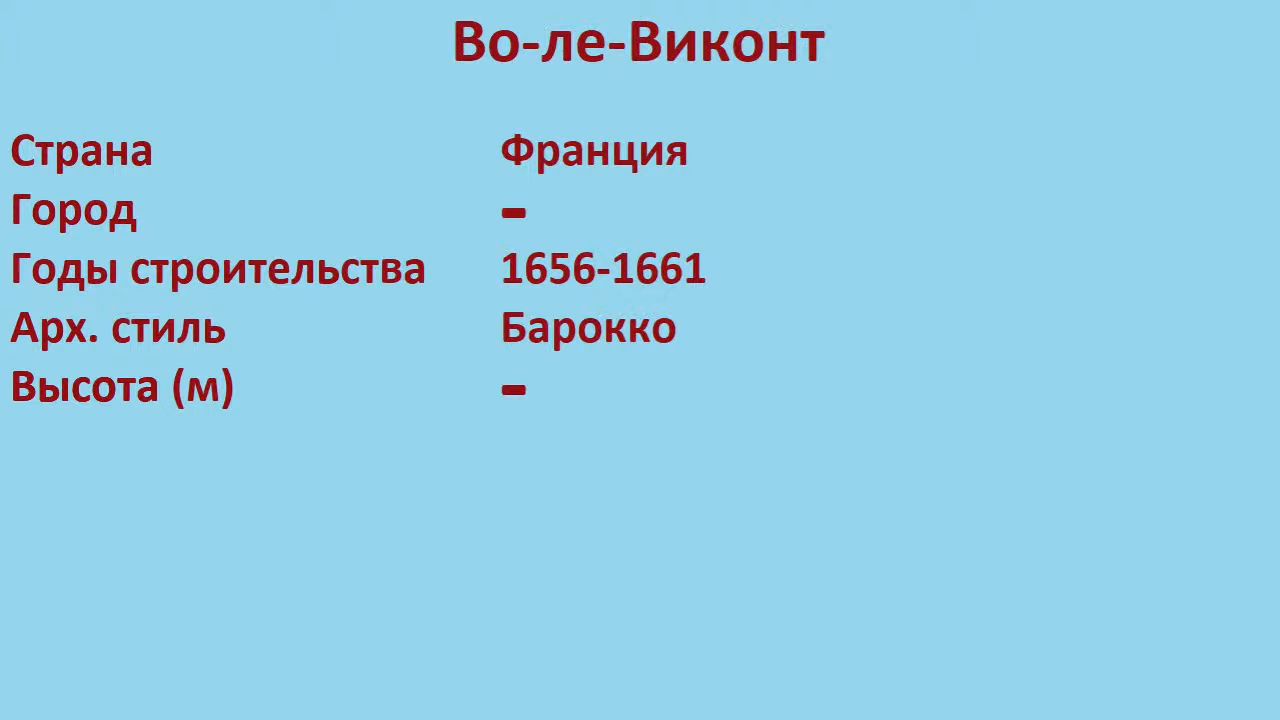 Во-ле-Виконт
Страна Франция
Город -
Годы строительства 1656-1661
Арх. стиль Барокко
Высота (м) -